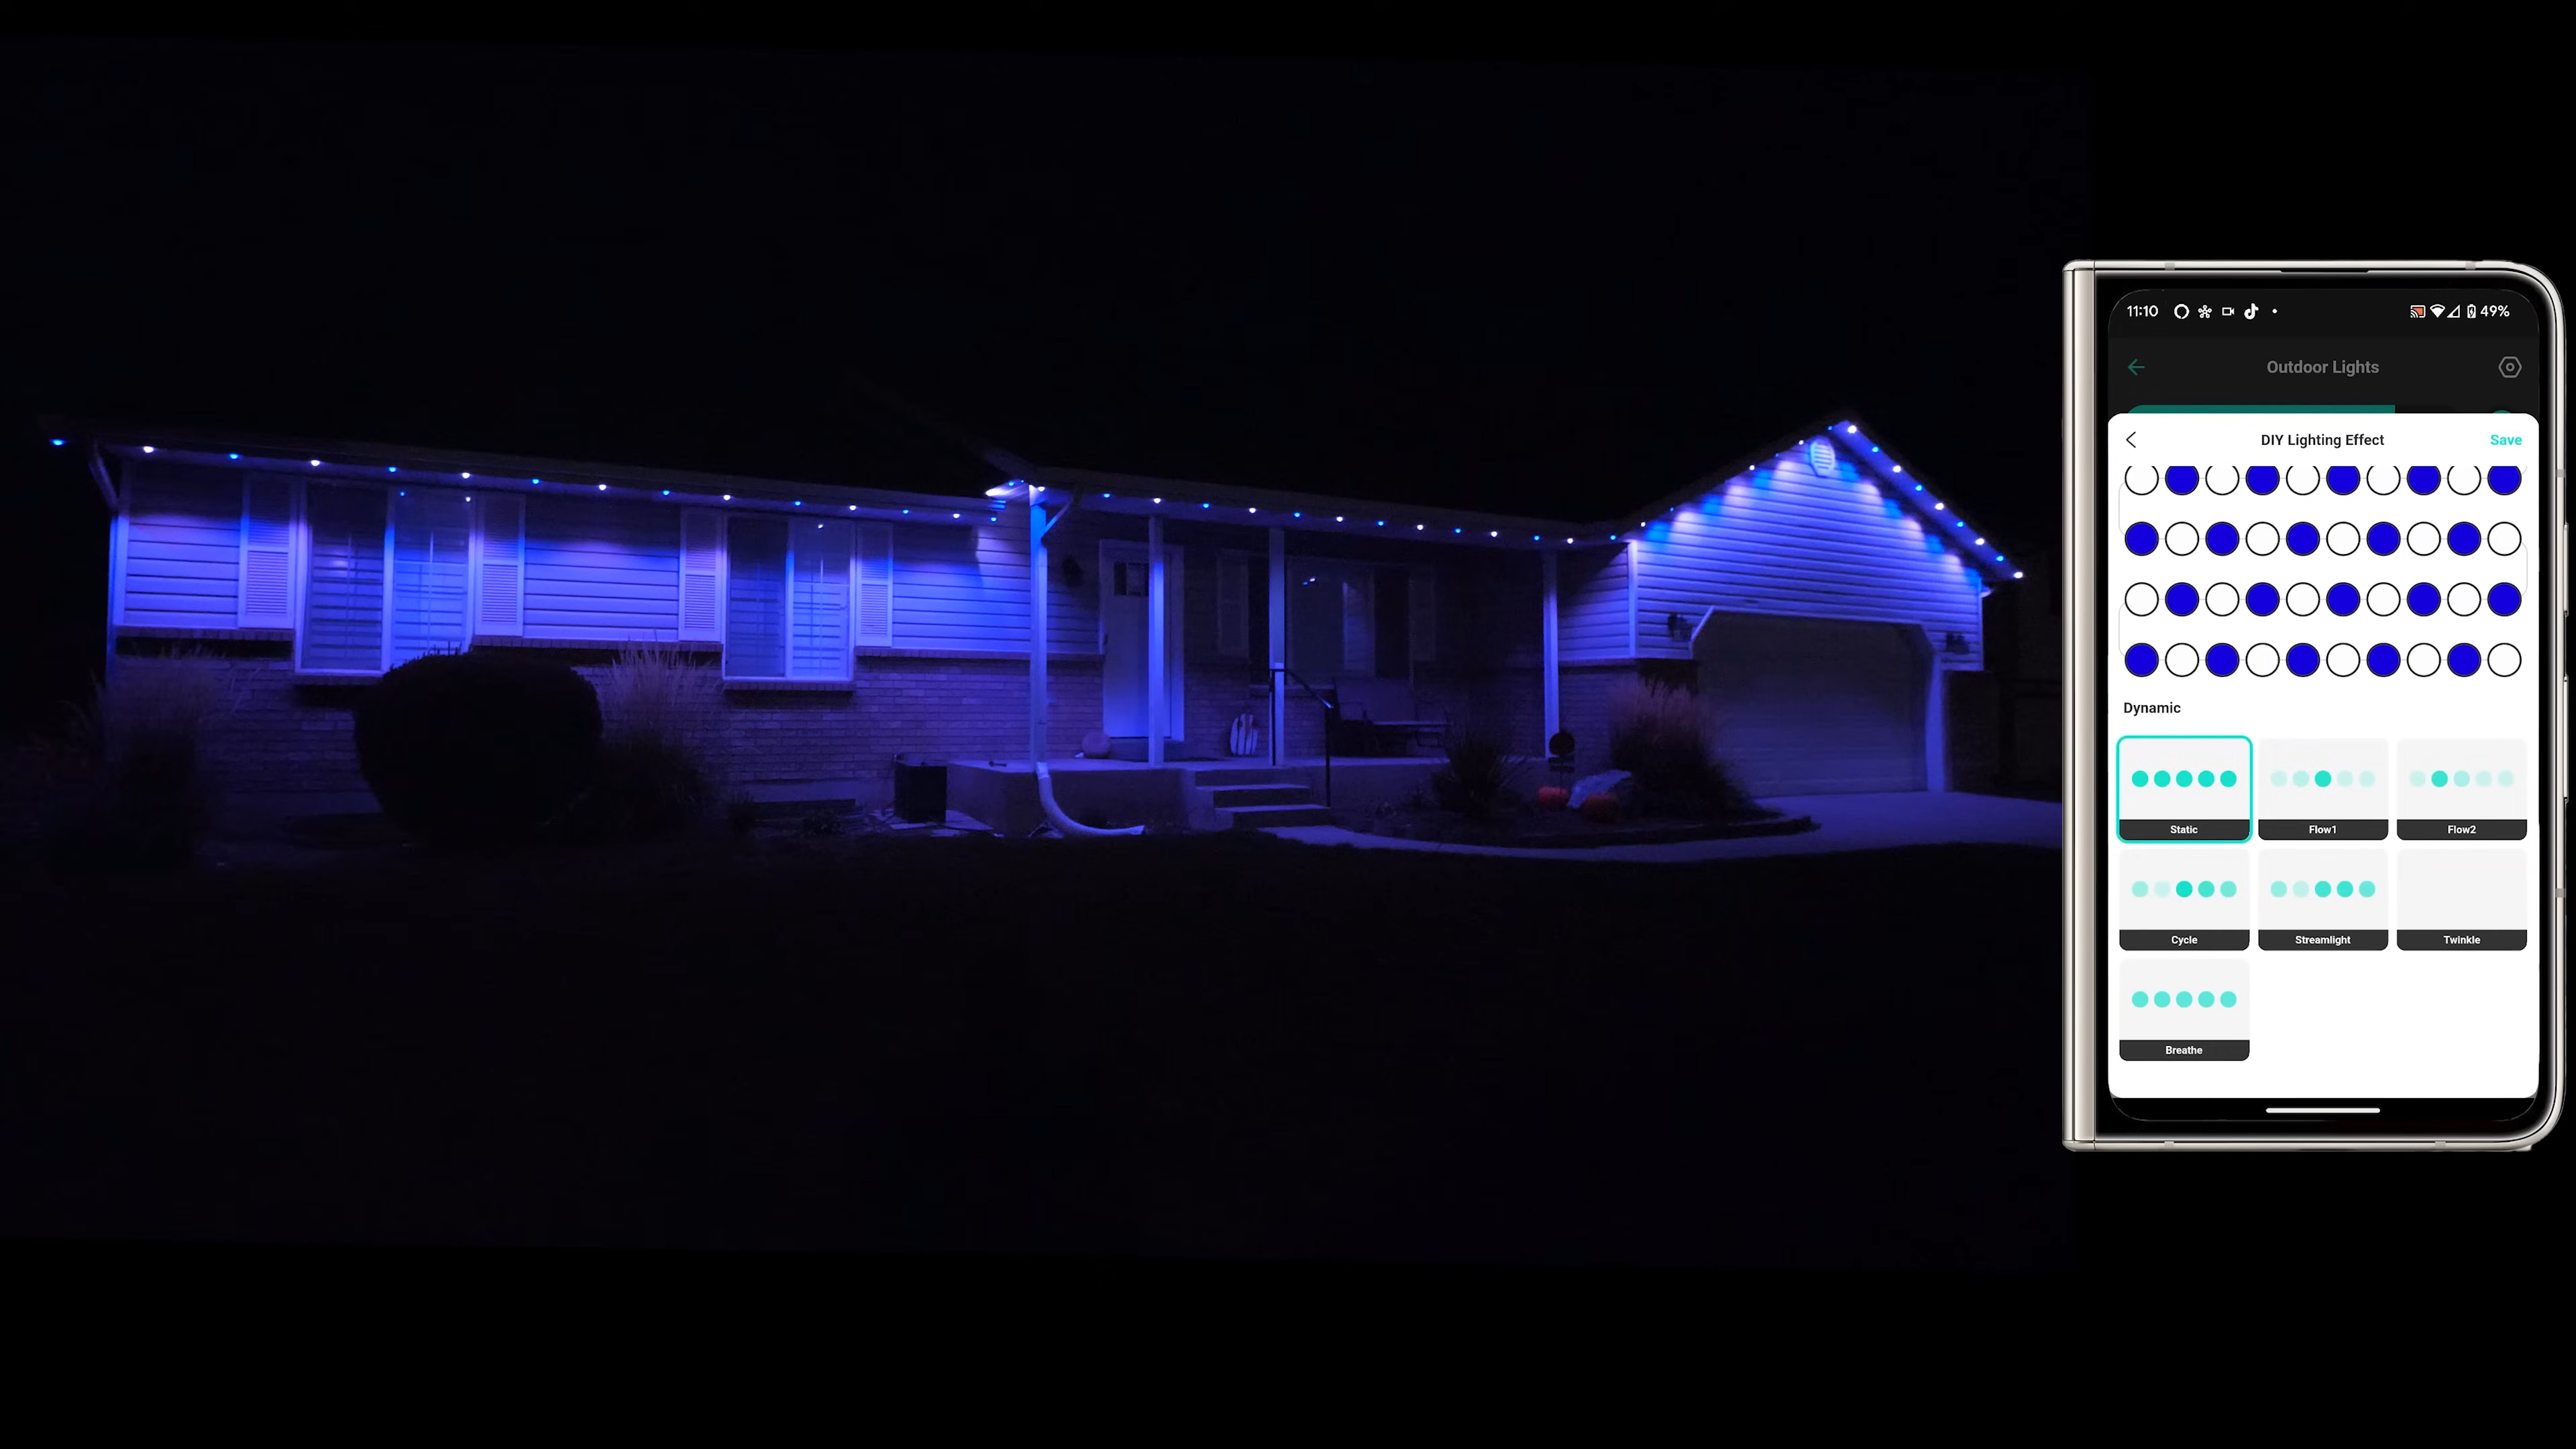 11:10 49%
Outdoor Lights
DIY Lighting Effect Save
Dynamic
Static Flow1 Flow2
Cycle Streamlight Twinkle
Breathe